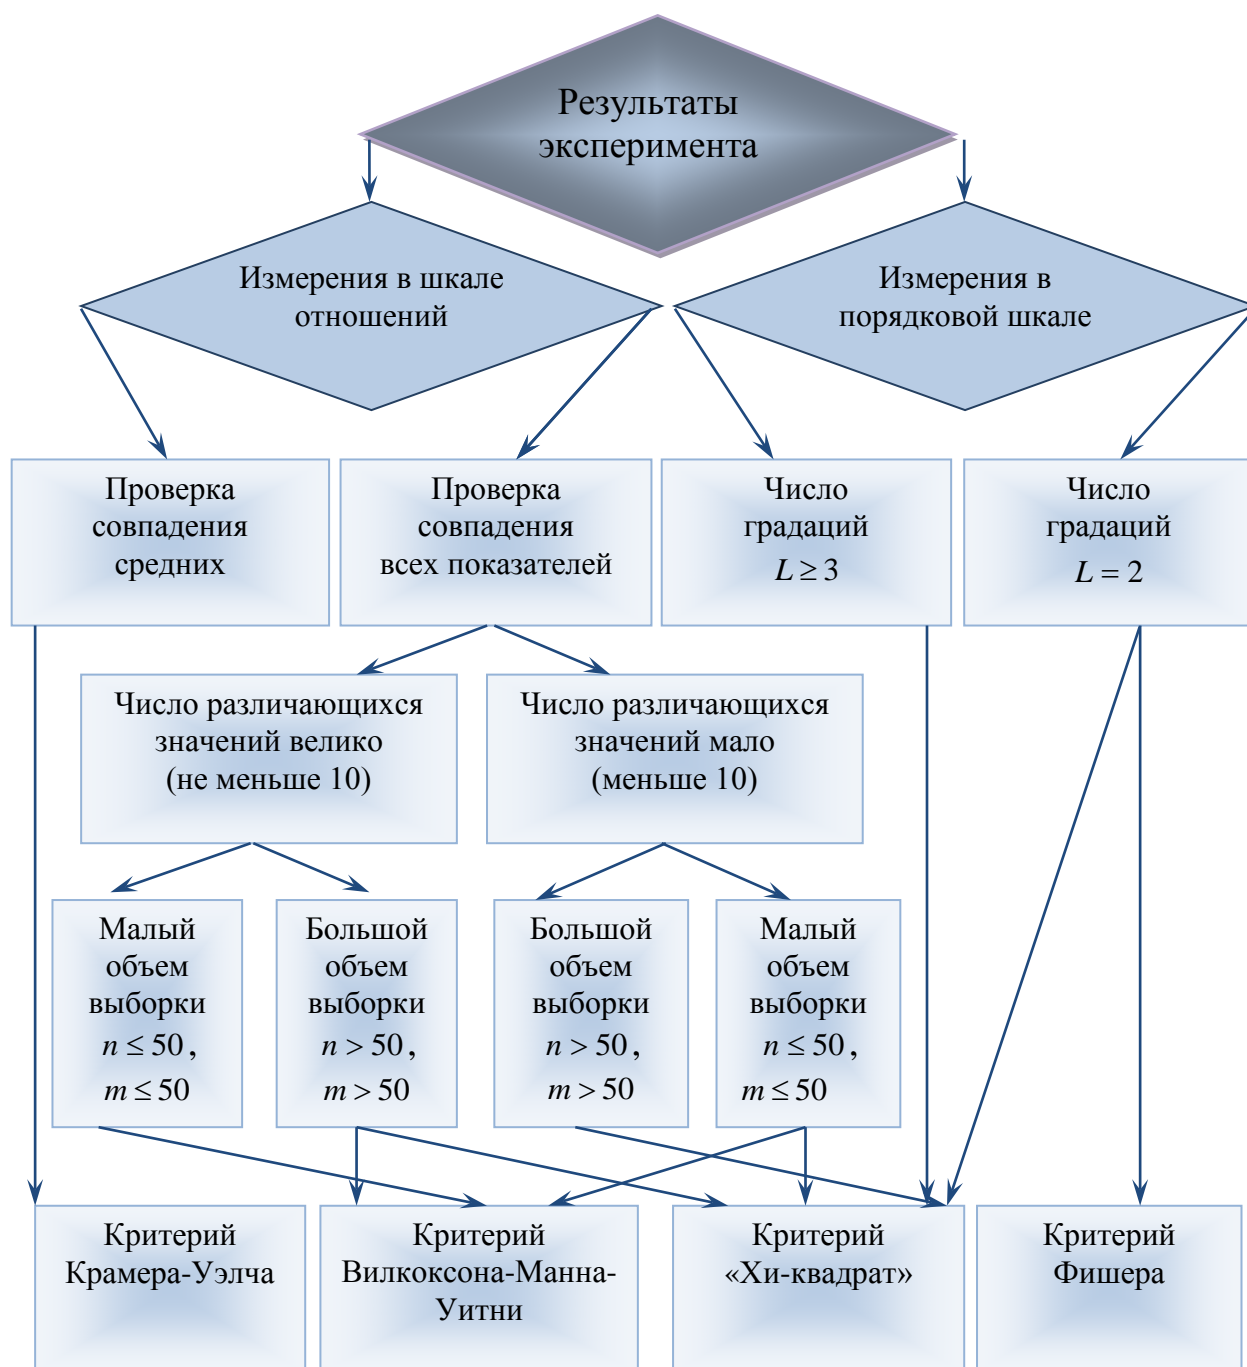 Результаты
эксперимента
Измерения в шкале
отношений
Измерения в
порядковой шкале
Проверка
совпадения
средних
Проверка
совпадения
всех показателей
Число
градаций
L ≥ 3
Число
градаций
L = 2
Число различающихся
значений велико
(не меньше 10)
Число различающихся
значений мало
(меньше 10)
Малый
объем
выборки
n ≤ 50 ,
m ≤ 50
Большой
объем
выборки
n > 50 ,
m > 50
Большой
объем
выборки
n > 50 ,
m > 50
Малый
объем
выборки
n ≤ 50 ,
m ≤ 50
Критерий
Крамера-Уэлча
Критерий
Вилкоксона-Манна-
Уитни
Критерий
«Хи-квадрат»
Критерий
Фишера